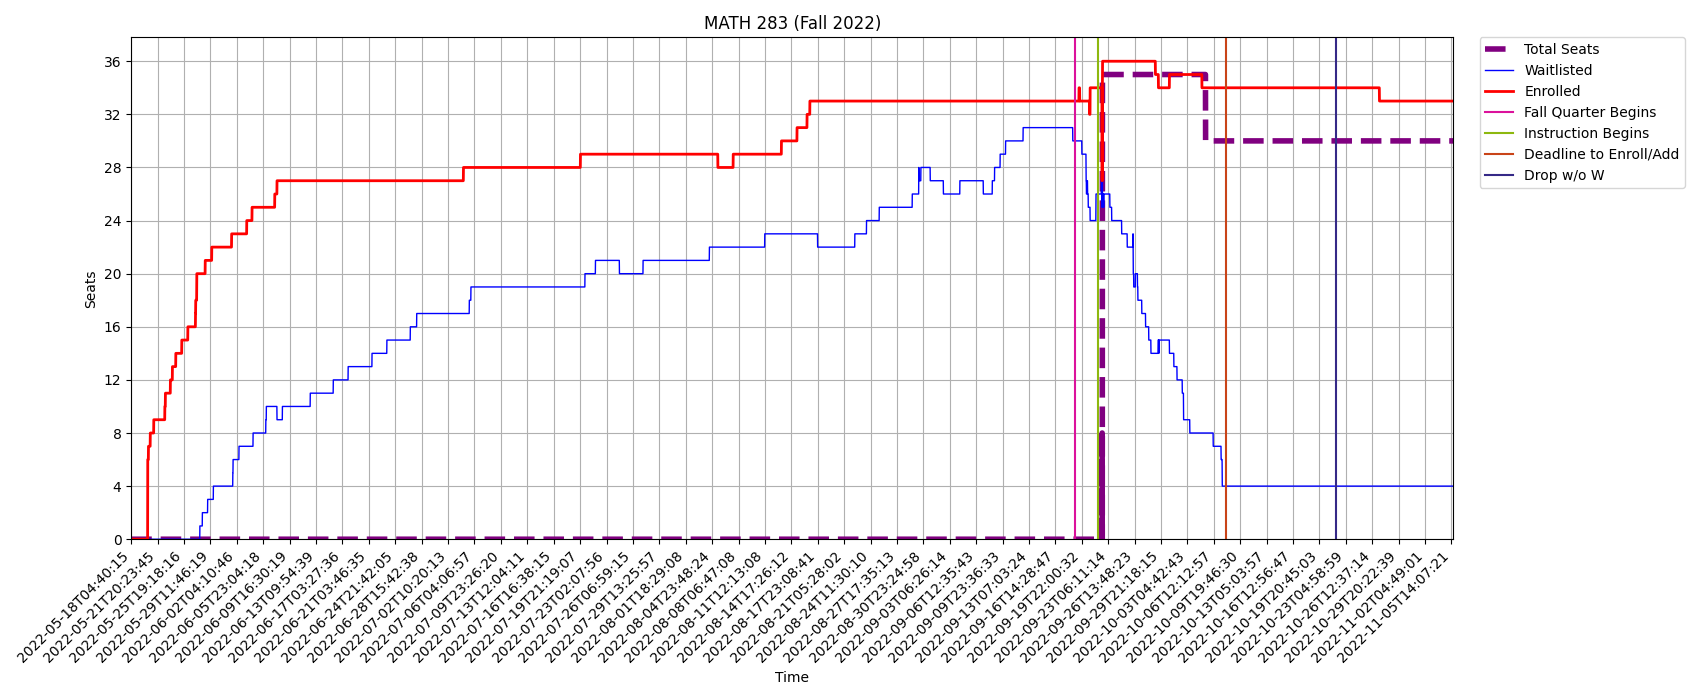 MATH 283 (Fall 2022)
Total Seats
Waitlisted
Enrolled
Fall Quarter Begins
Instruction Begins
Deadline to Enroll/Add
Drop w/o W
Seats
36
32
28
24
20
16
12
8
4
0
2022-05-18T04:40:15
2022-05-21T20:23:45
2022-05-25T19:18:16
2022-05-29T11:46:19
2022-06-02T04:10:46
2022-06-05T23:04:18
2022-06-09T16:30:19
2022-06-13T09:54:39
2022-06-17T03:27:36
2022-06-21T03:46:35
2022-06-24T21:42:05
2022-06-28T15:42:38
2022-07-02T10:20:13
2022-07-06T04:06:57
2022-07-09T23:26:20
2022-07-13T12:04:11
2022-07-16T16:38:15
2022-07-19T21:19:07
2022-07-23T02:07:56
2022-07-26T06:59:15
2022-07-29T13:25:57
2022-08-01T18:29:08
2022-08-04T23:48:24
2022-08-08T06:47:08
2022-08-11T12:13:08
2022-08-14T17:26:12
2022-08-17T23:08:41
2022-08-21T05:28:02
2022-08-24T11:30:10
2022-08-27T17:35:13
2022-08-30T23:24:58
2022-09-03T06:26:14
2022-09-06T12:35:43
2022-09-09T23:36:33
2022-09-13T07:03:24
2022-09-16T14:28:47
2022-09-19T22:00:32
2022-09-23T06:11:14
2022-09-26T13:48:23
2022-09-29T21:18:15
2022-10-03T04:42:43
2022-10-06T12:12:57
2022-10-09T19:46:30
2022-10-13T05:03:57
2022-10-16T12:56:47
2022-10-19T20:45:03
2022-10-23T04:58:59
2022-10-26T12:37:14
2022-10-29T20:22:39
2022-11-02T04:49:01
2022-11-05T14:07:21
Time